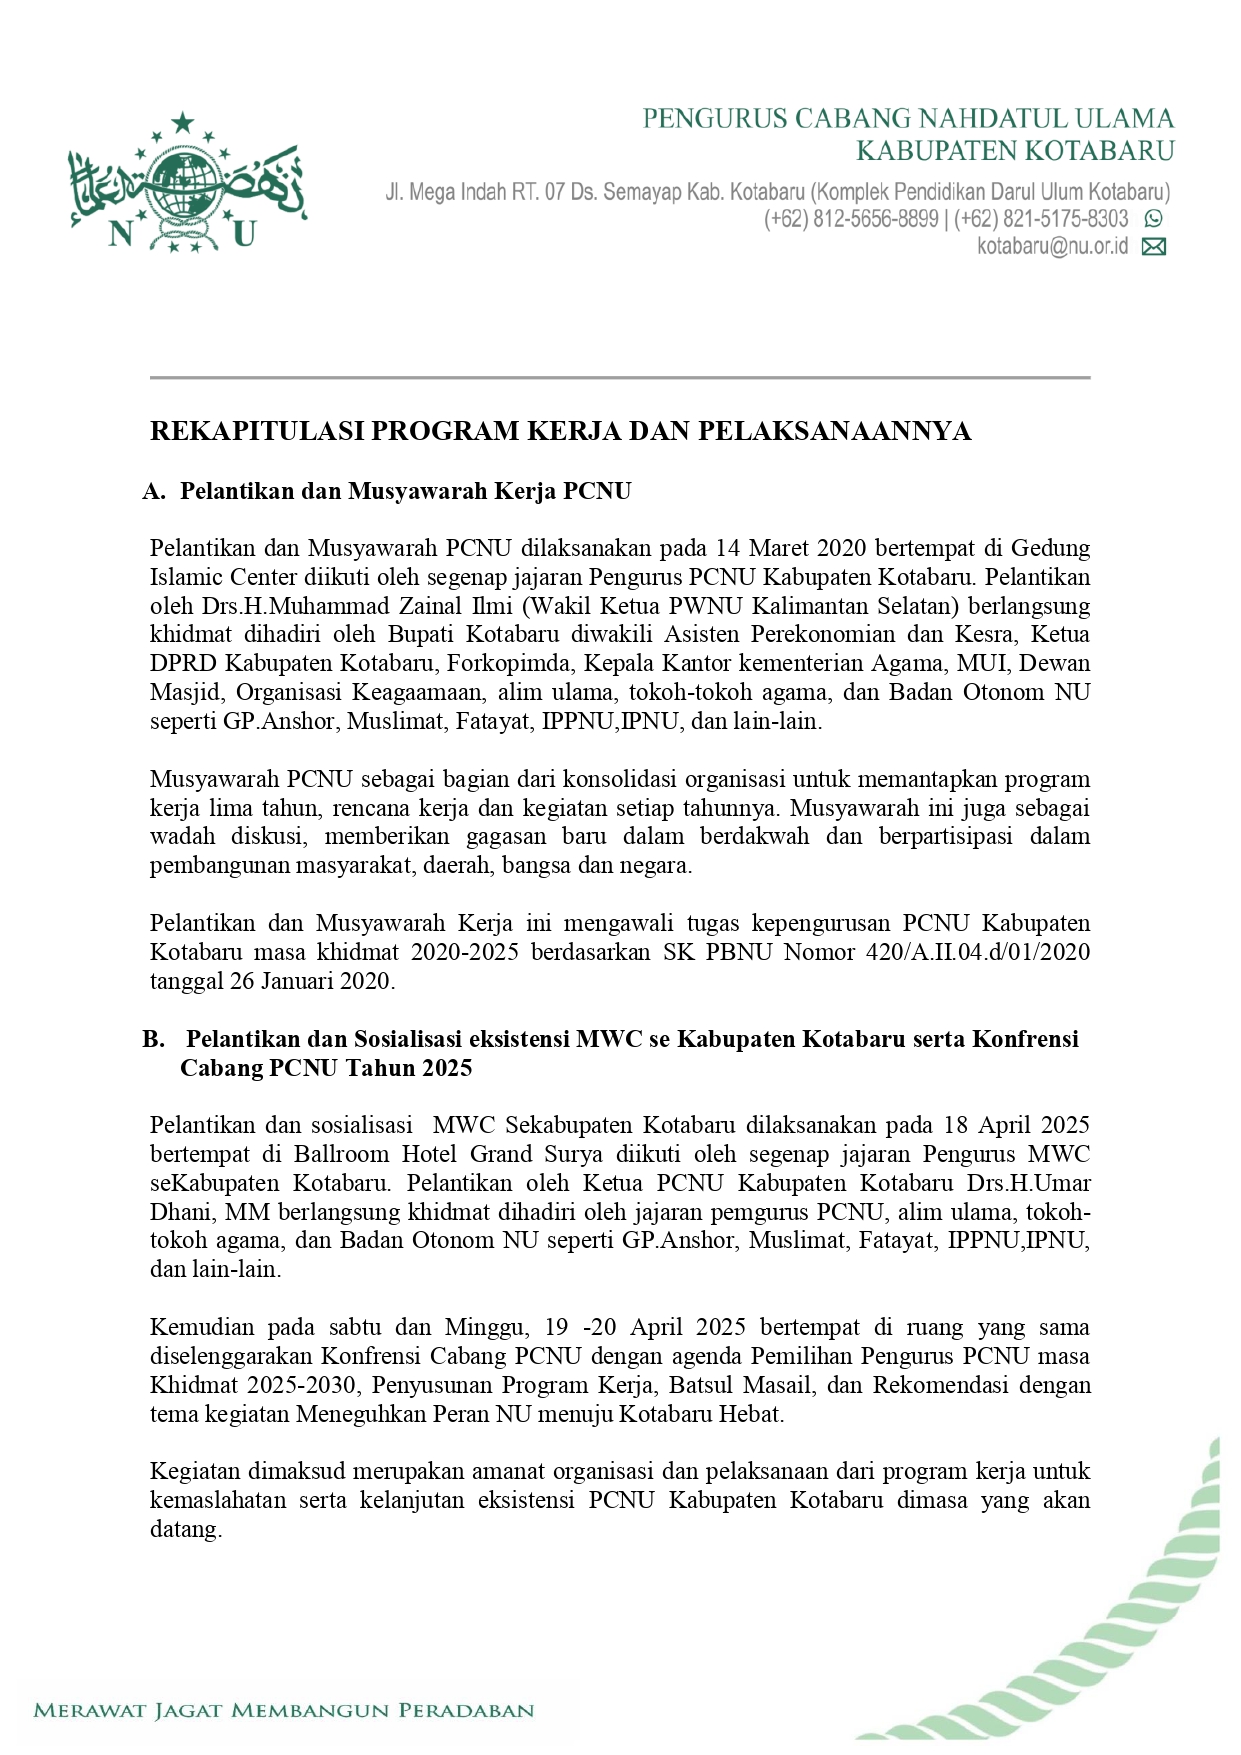 نهضة العلماء
N U
PENGURUS CABANG NAHDATUL ULAMA
KABUPATEN KOTABARU
Jl. Mega Indah RT. 07 Ds. Semayap Kab. Kotabaru (Komplek Pendidikan Darul Ulum Kotabaru)
(+62) 812-5656-8899 | (+62) 821-5175-8303
kotabaru@nu.or.id
REKAPITULASI PROGRAM KERJA DAN PELAKSANAANNYA
A. Pelantikan dan Musyawarah Kerja PCNU
Pelantikan dan Musyawarah PCNU dilaksanakan pada 14 Maret 2020 bertempat di Gedung
Islamic Center diikuti oleh segenap jajaran Pengurus PCNU Kabupaten Kotabaru. Pelantikan
oleh Drs.H.Muhammad Zainal Ilmi (Wakil Ketua PWNU Kalimantan Selatan) berlangsung
khidmat dihadiri oleh Bupati Kotabaru diwakili Asisten Perekonomian dan Kesra, Ketua
DPRD Kabupaten Kotabaru, Forkopimda, Kepala Kantor kementerian Agama, MUI, Dewan
Masjid, Organisasi Keagaamaan, alim ulama, tokoh-tokoh agama, dan Badan Otonom NU
seperti GP.Anshor, Muslimat, Fatayat, IPPNU,IPNU, dan lain-lain.
Musyawarah PCNU sebagai bagian dari konsolidasi organisasi untuk memantapkan program
kerja lima tahun, rencana kerja dan kegiatan setiap tahunnya. Musyawarah ini juga sebagai
wadah diskusi, memberikan gagasan baru dalam berdakwah dan berpartisipasi dalam
pembangunan masyarakat, daerah, bangsa dan negara.
Pelantikan dan Musyawarah Kerja ini mengawali tugas kepengurusan PCNU Kabupaten
Kotabaru masa khidmat 2020-2025 berdasarkan SK PBNU Nomor 420/A.II.04.d/01/2020
tanggal 26 Januari 2020.
B. Pelantikan dan Sosialisasi eksistensi MWC se Kabupaten Kotabaru serta Konfrensi
Cabang PCNU Tahun 2025
Pelantikan dan sosialisasi MWC Sekabupaten Kotabaru dilaksanakan pada 18 April 2025
bertempat di Ballroom Hotel Grand Surya diikuti oleh segenap jajaran Pengurus MWC
seKabupaten Kotabaru. Pelantikan oleh Ketua PCNU Kabupaten Kotabaru Drs.H.Umar
Dhani, MM berlangsung khidmat dihadiri oleh jajaran pemgurus PCNU, alim ulama, tokoh-
tokoh agama, dan Badan Otonom NU seperti GP.Anshor, Muslimat, Fatayat, IPPNU,IPNU,
dan lain-lain.
Kemudian pada sabtu dan Minggu, 19 -20 April 2025 bertempat di ruang yang sama
diselenggarakan Konfrensi Cabang PCNU dengan agenda Pemilihan Pengurus PCNU masa
Khidmat 2025-2030, Penyusunan Program Kerja, Batsul Masail, dan Rekomendasi dengan
tema kegiatan Meneguhkan Peran NU menuju Kotabaru Hebat.
Kegiatan dimaksud merupakan amanat organisasi dan pelaksanaan dari program kerja untuk
kemaslahatan serta kelanjutan eksistensi PCNU Kabupaten Kotabaru dimasa yang akan
datang.
MERAWAT JAGAT MEMBANGUN PERADABAN